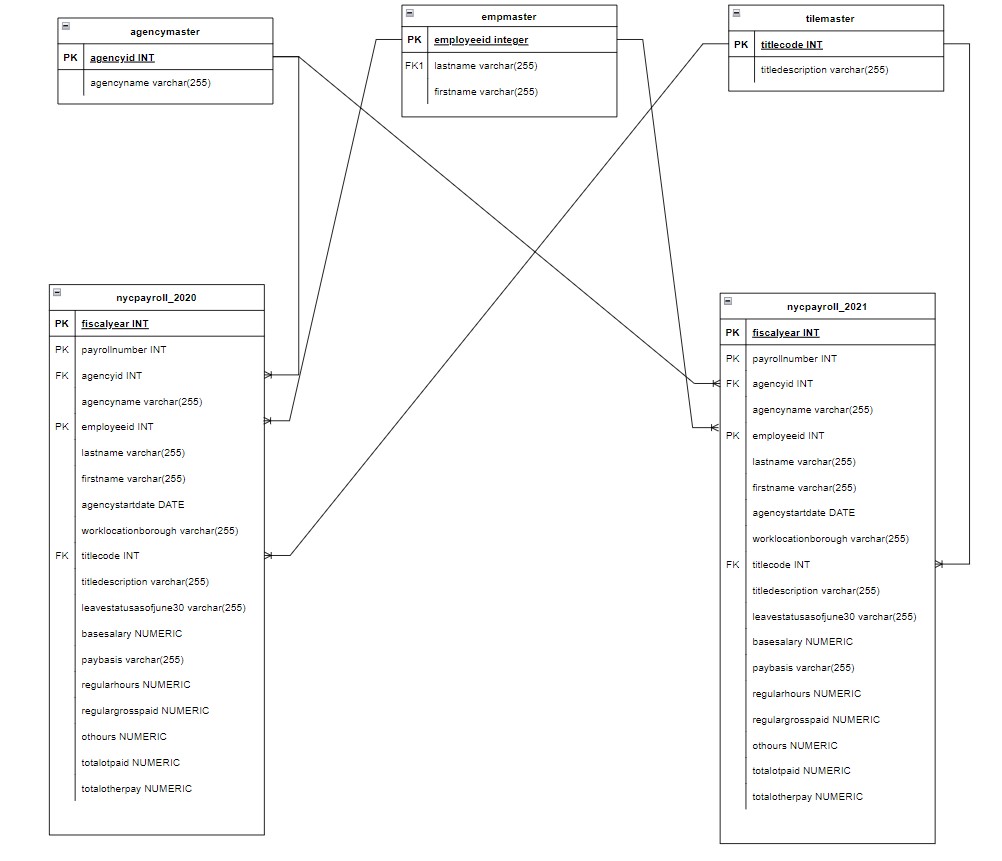 agencymaster
PK agencyid INT
agencyname varchar(255)
empmaster
PK employeeid integer
FK1 lastname varchar(255)
firstname varchar(255)
tilemaster
PK titlecode INT
titledescription varchar(255)
nycpayroll_2020
PK fiscalyear INT
PK payrollnumber INT
FK agencyid INT
agencyname varchar(255)
PK employeeid INT
lastname varchar(255)
firstname varchar(255)
agencystartdate DATE
worklocationborough varchar(255)
FK titlecode INT
titledescription varchar(255)
leavestatusasofjune30 varchar(255)
basesalary NUMERIC
paybasis varchar(255)
regularhours NUMERIC
regulargrosspaid NUMERIC
othours NUMERIC
totalotpaid NUMERIC
totalotherpay NUMERIC
nycpayroll_2021
PK fiscalyear INT
PK payrollnumber INT
FK agencyid INT
agencyname varchar(255)
PK employeeid INT
lastname varchar(255)
firstname varchar(255)
agencystartdate DATE
worklocationborough varchar(255)
FK titlecode INT
titledescription varchar(255)
leavestatusasofjune30 varchar(255)
basesalary NUMERIC
paybasis varchar(255)
regularhours NUMERIC
regulargrosspaid NUMERIC
othours NUMERIC
totalotpaid NUMERIC
totalotherpay NUMERIC